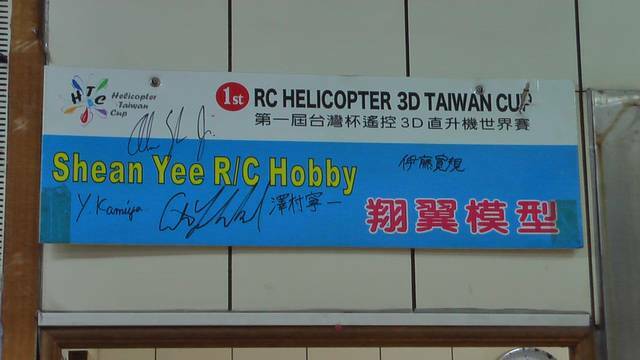 HTC Helicopter
Taiwan
Cup
1st RC HELICOPTER 3D TAIWAN CUP
第一屆台灣杯遙控3D直升機世界賽
Shean Yee R/C Hobby
伊藤寛規
Y. Kamiya
澤村寧一
翔翼模型